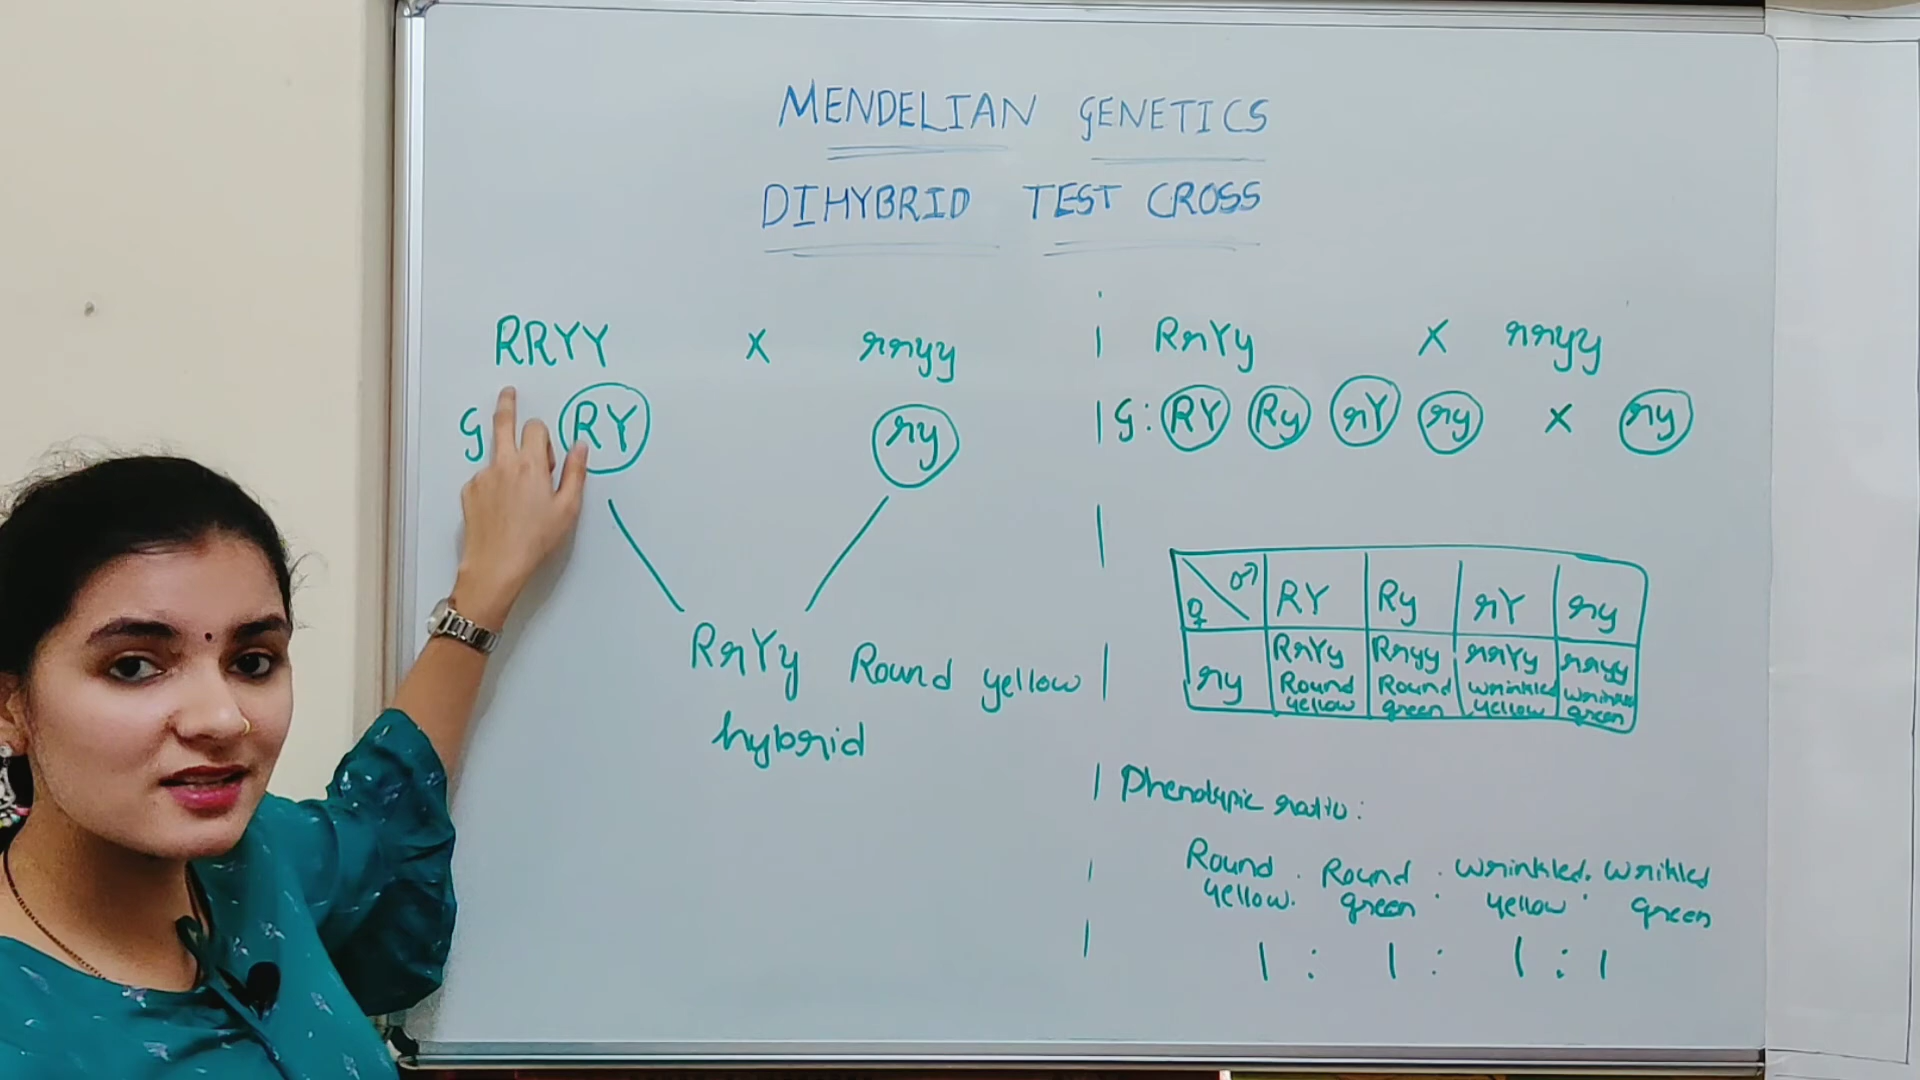 MENDELIAN GENETICS
DIHYBRID TEST CROSS
RRYY x rryy
G RY ry
RrYy Round yellow
hybrid
RrYy x rryy
G: RY Ry rY ry x ry
♀ ♂ RY Ry rY ry
ry RrYy Round yellow Rryy Round green rrYy wrinkled yellow rryy wrinkled green
Phenotypic ratio:
Round yellow : Round green : wrinkled yellow : wrikled green
1 : 1 : 1 : 1